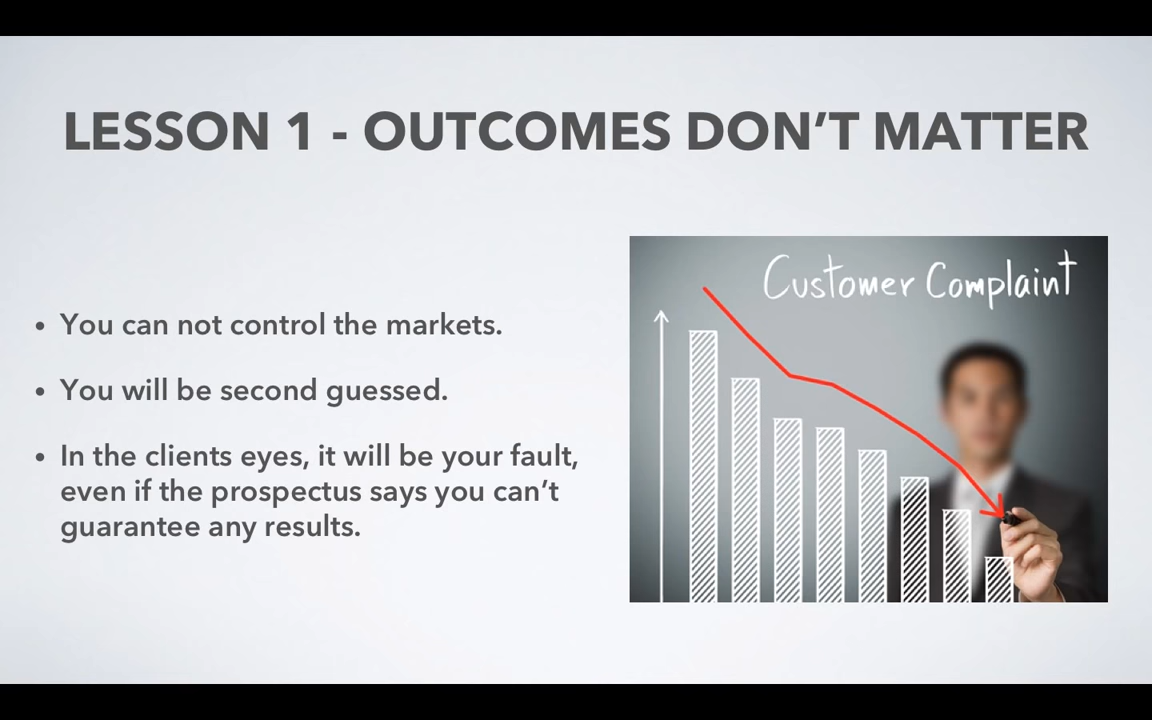 LESSON 1 - OUTCOMES DON’T MATTER
• You can not control the markets.
• You will be second guessed.
• In the clients eyes, it will be your fault,
even if the prospectus says you can’t
guarantee any results.
Customer Complaint